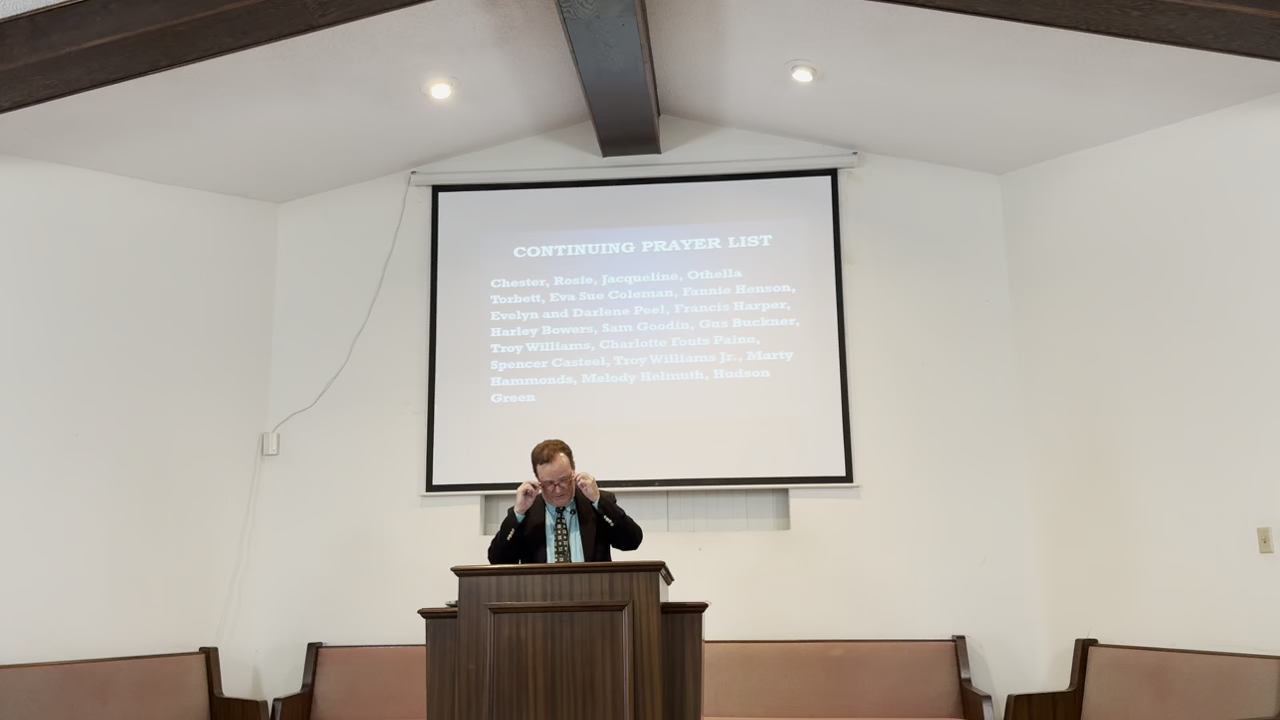 CONTINUING PRAYER LIST
Chester, Rosie, Jacqueline, Othella
Torbett, Eva Sue Coleman, Fannie Henson,
Evelyn and Darlene Peel, Francis Harper,
Harley Bowers, Sam Goodin, Gus Buckner,
Troy Williams, Charlotte Fouts Paine,
Spencer Casteel, Troy Williams Jr., Marty
Hammonds, Melody Helmuth, Hudson
Green